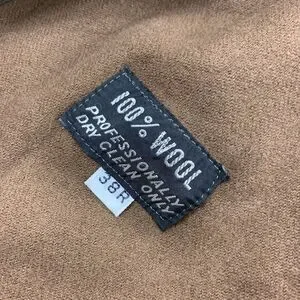 100% WOOL
PROFESSIONALLY
DRY CLEAN ONLY
38R